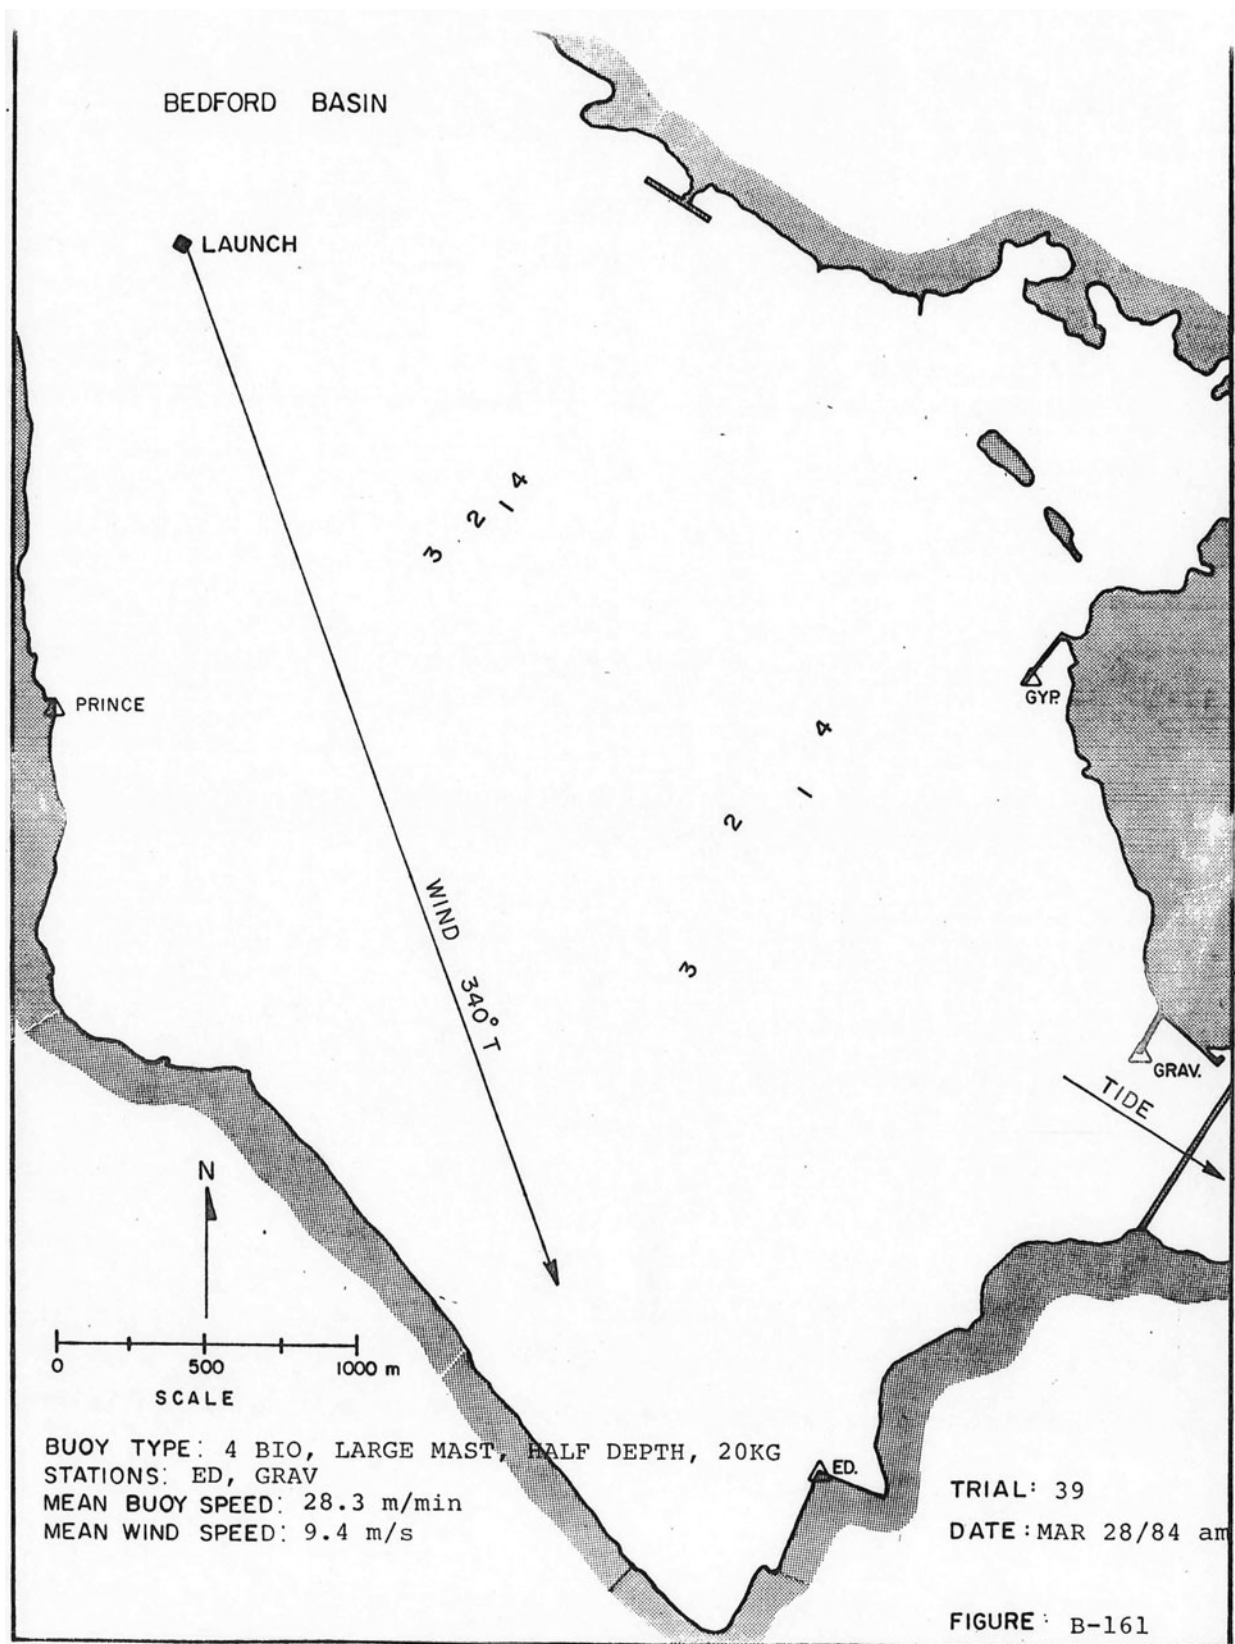 BEDFORD BASIN
LAUNCH
4
1
2
3
PRINCE
GYP.
4
1
2
3
WIND 340° T
GRAV.
TIDE
N
0 500 1000 m
SCALE
ED.
BUOY TYPE: 4 BIO, LARGE MAST, HALF DEPTH, 20KG
STATIONS: ED, GRAV
MEAN BUOY SPEED: 28.3 m/min
MEAN WIND SPEED: 9.4 m/s
TRIAL: 39
DATE: MAR 28/84 am
FIGURE: B-161